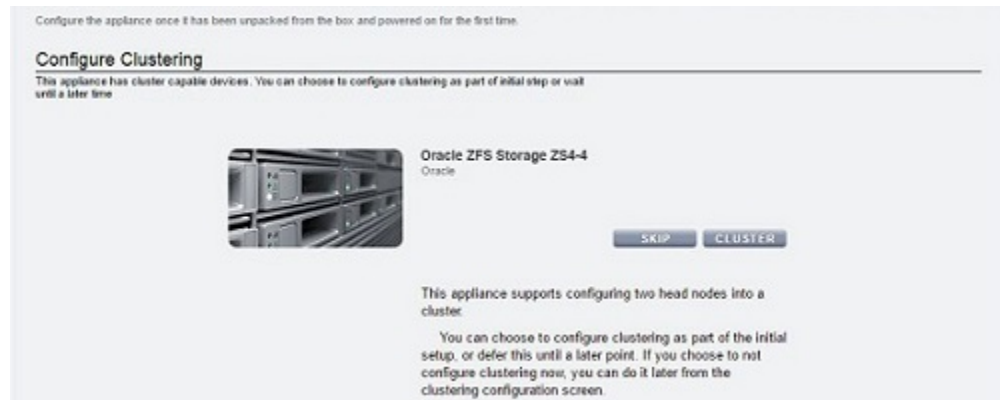 Configure the appliance once it has been unpacked from the box and powered on for the first time.
Configure Clustering
This appliance has cluster capable devices. You can choose to configure clustering as part of initial step or wait
until a later time
Oracle ZFS Storage ZS4-4
Oracle
SKIP CLUSTER
This appliance supports configuring two head nodes into a
cluster.
You can choose to configure clustering as part of the initial
setup, or defer this until a later point. If you choose to not
configure clustering now, you can do it later from the
clustering configuration screen.